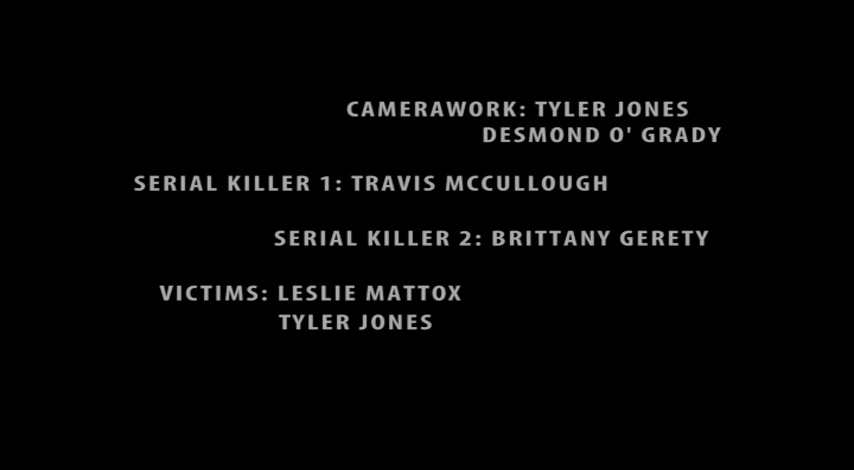 CAMERAWORK: TYLER JONES
DESMOND O' GRADY
SERIAL KILLER 1: TRAVIS MCCULLOUGH
SERIAL KILLER 2: BRITTANY GERETY
VICTIMS: LESLIE MATTOX
TYLER JONES